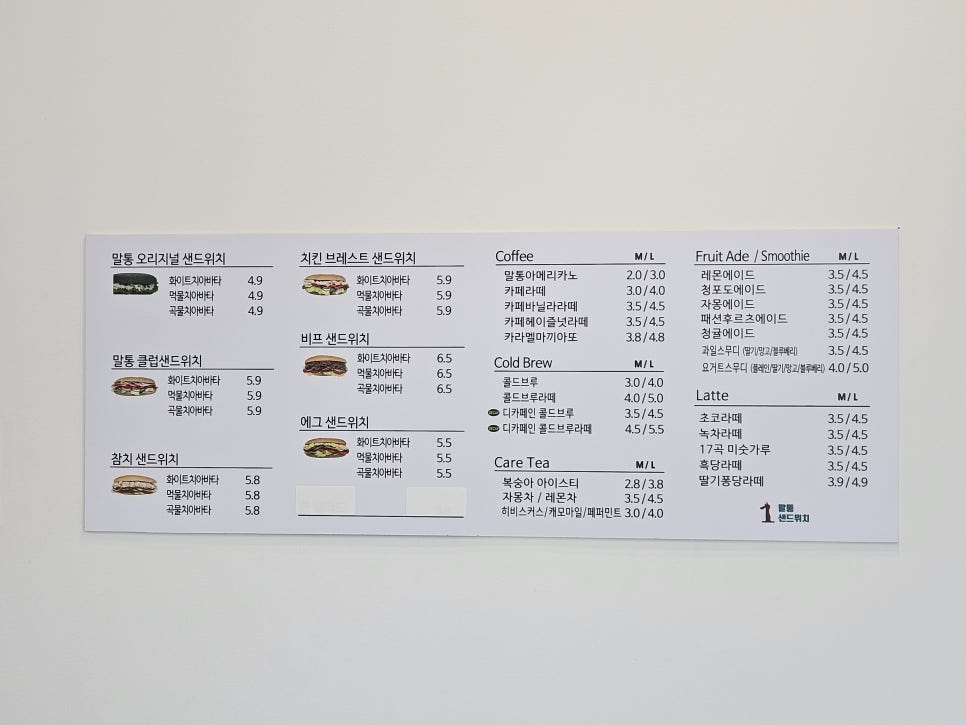 말통 오리지널 샌드위치
화이트치아바타 4.9
먹물치아바타 4.9
곡물치아바타 4.9
말통 클럽샌드위치
화이트치아바타 5.9
먹물치아바타 5.9
곡물치아바타 5.9
참치 샌드위치
화이트치아바타 5.8
먹물치아바타 5.8
곡물치아바타 5.8
치킨 브레스트 샌드위치
화이트치아바타 5.9
먹물치아바타 5.9
곡물치아바타 5.9
비프 샌드위치
화이트치아바타 6.5
먹물치아바타 6.5
곡물치아바타 6.5
에그 샌드위치
화이트치아바타 5.5
먹물치아바타 5.5
곡물치아바타 5.5
Coffee M / L
말통아메리카노 2.0 / 3.0
카페라떼 3.0 / 4.0
카페바닐라라떼 3.5 / 4.5
카페헤이즐넛라떼 3.5 / 4.5
카라멜마끼아또 3.8 / 4.8
Cold Brew M / L
콜드브루 3.0 / 4.0
콜드브루라떼 4.0 / 5.0
디카페인 콜드브루 3.5 / 4.5
디카페인 콜드브루라떼 4.5 / 5.5
Care Tea M / L
복숭아 아이스티 2.8 / 3.8
자몽차 / 레몬차 3.5 / 4.5
히비스커스/캐모마일/페퍼민트 3.0 / 4.0
Fruit Ade / Smoothie M / L
레몬에이드 3.5 / 4.5
청포도에이드 3.5 / 4.5
자몽에이드 3.5 / 4.5
패션후르츠에이드 3.5 / 4.5
청귤에이드 3.5 / 4.5
과일스무디 (딸기/망고/블루베리) 3.5 / 4.5
요거트스무디 (플레인/딸기/망고/블루베리) 4.0 / 5.0
Latte M / L
초코라떼 3.5 / 4.5
녹차라떼 3.5 / 4.5
17곡 미숫가루 3.5 / 4.5
흑당라떼 3.5 / 4.5
딸기퐁당라떼 3.9 / 4.9
말통
샌드위치